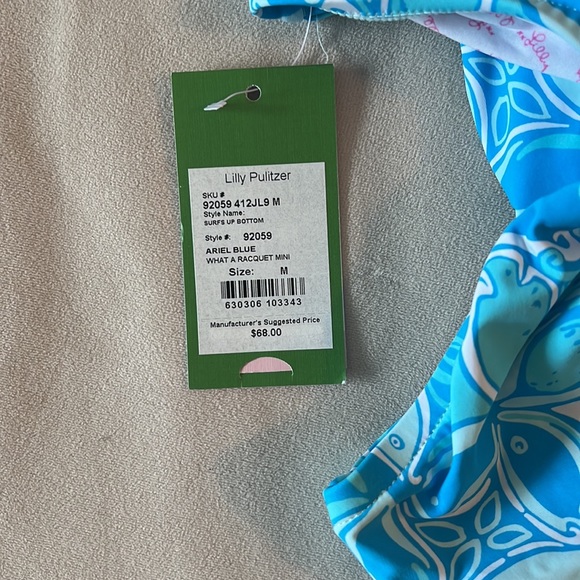 Lilly
Lilly Pulitzer
SKU #
92059 412JL9 M
Style Name:
SURFS UP BOTTOM
Style #: 92059
ARIEL BLUE
WHAT A RACQUET MINI
Size: M
630306 103343
Manufacturer's Suggested Price
$68.00